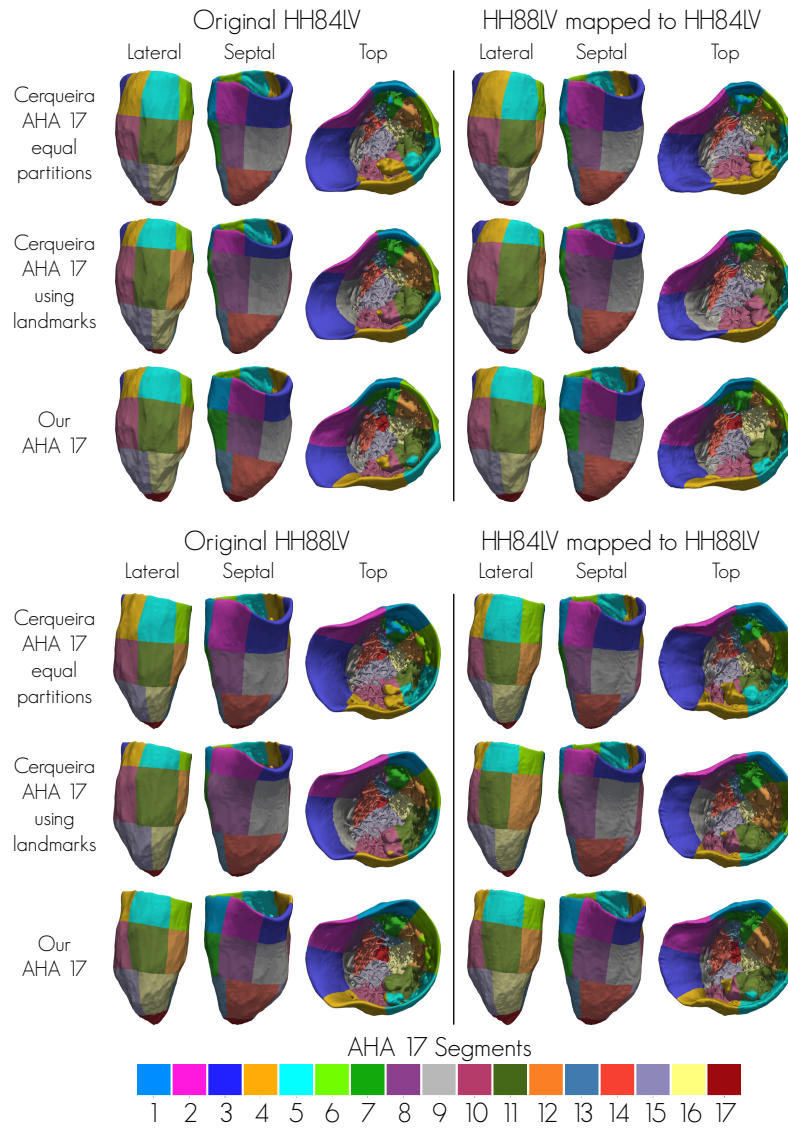 Original HH84LV
HH88LV mapped to HH84LV
Lateral
Septal
Top
Lateral
Septal
Top
Cerqueira
AHA 17
equal
partitions
Cerqueira
AHA 17
using
landmarks
Our
AHA 17
Original HH88LV
HH84LV mapped to HH88LV
Lateral
Septal
Top
Lateral
Septal
Top
Cerqueira
AHA 17
equal
partitions
Cerqueira
AHA 17
using
landmarks
Our
AHA 17
AHA 17 Segments
1 2 3 4 5 6 7 8 9 10 11 12 13 14 15 16 17